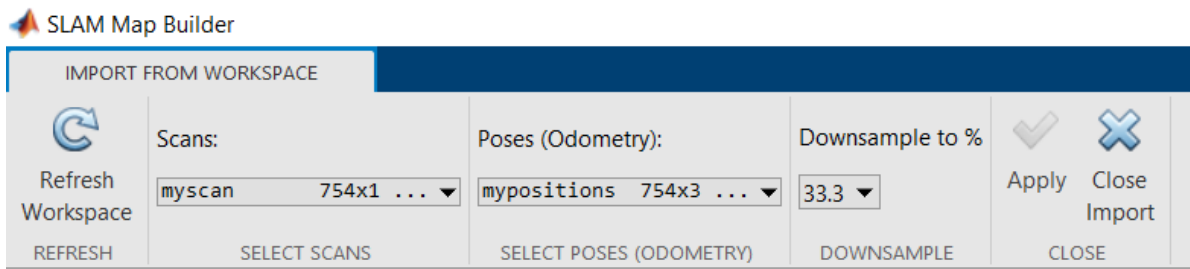 SLAM Map Builder
IMPORT FROM WORKSPACE
Refresh
Workspace
REFRESH
Scans:
myscan 754x1 ...
SELECT SCANS
Poses (Odometry):
mypositions 754x3 ...
SELECT POSES (ODOMETRY)
Downsample to %
33.3
DOWNSAMPLE
Apply
Close
Import
CLOSE